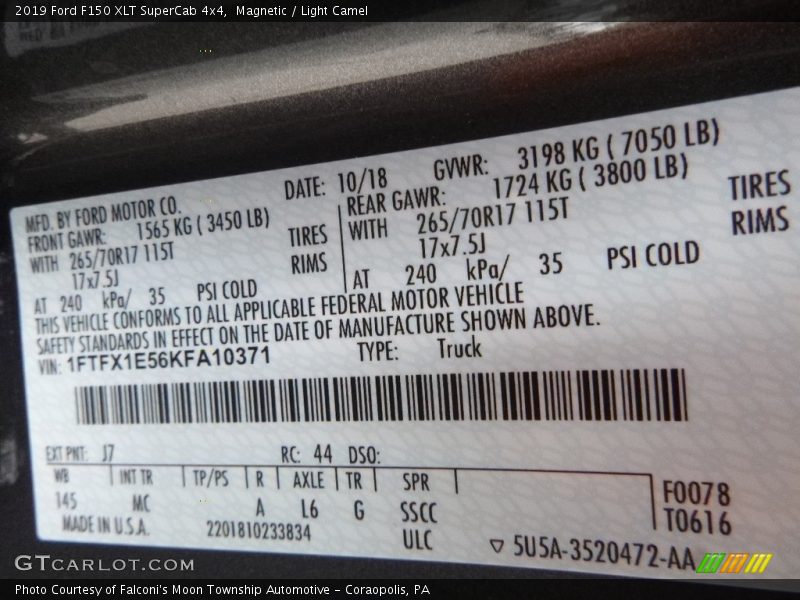 2019 Ford F150 XLT SuperCab 4x4, Magnetic / Light Camel
MFD. BY FORD MOTOR CO. DATE: 10/18 GVWR: 3198 KG ( 7050 LB)
FRONT GAWR: 1565 KG ( 3450 LB) REAR GAWR: 1724 KG ( 3800 LB)
WITH 265/70R17 115T TIRES WITH 265/70R17 115T TIRES
17x7.5J RIMS 17x7.5J RIMS
AT 240 kPa/ 35 PSI COLD AT 240 kPa/ 35 PSI COLD
THIS VEHICLE CONFORMS TO ALL APPLICABLE FEDERAL MOTOR VEHICLE
SAFETY STANDARDS IN EFFECT ON THE DATE OF MANUFACTURE SHOWN ABOVE.
VIN: 1FTFX1E56KFA10371 TYPE: Truck
EXT PNT: J7 RC: 44 DSO:
WB INT TR TP/PS R AXLE TR SPR F0078
145 MC A L6 G SSCC T0616
MADE IN U.S.A. 2201810233834 ULC 5U5A-3520472-AA
GTCARLOT.COM
Photo Courtesy of Falconi's Moon Township Automotive - Coraopolis, PA